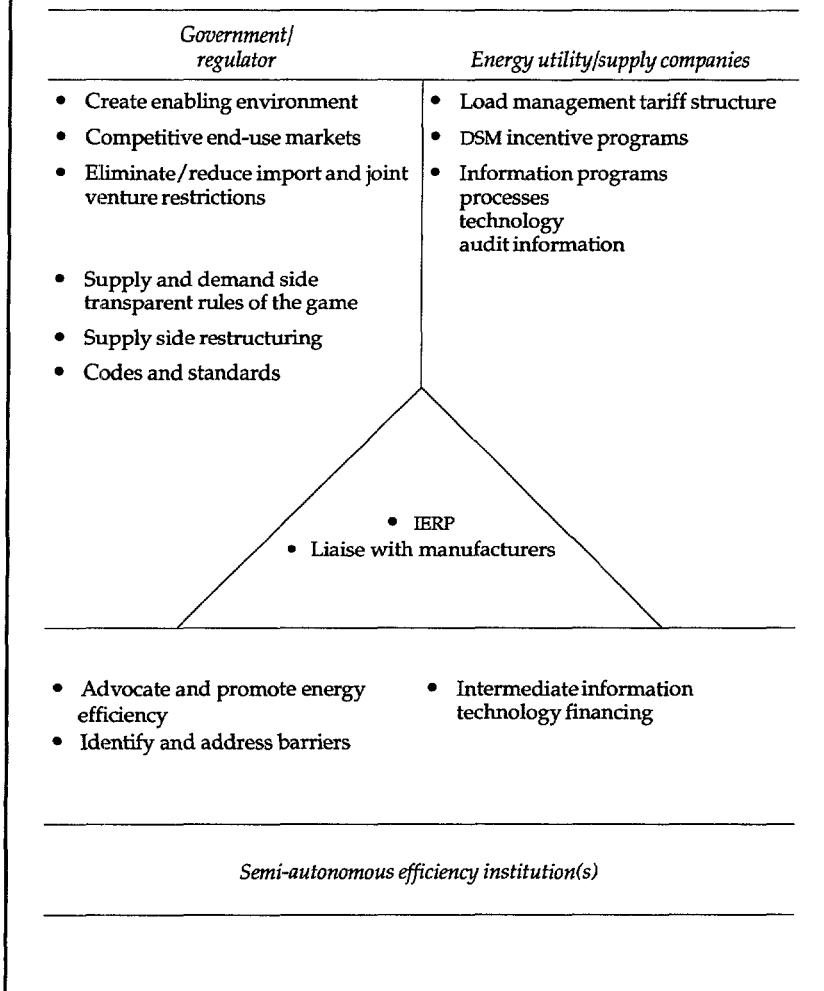 Government/
regulator
Energy utility/supply companies
• Create enabling environment
• Competitive end-use markets
• Eliminate/reduce import and joint
venture restrictions
• Supply and demand side
transparent rules of the game
• Supply side restructuring
• Codes and standards
• Load management tariff structure
• DSM incentive programs
• Information programs
processes
technology
audit information
• IERP
• Liaise with manufacturers
• Advocate and promote energy
efficiency
• Identify and address barriers
• Intermediate information
technology financing
Semi-autonomous efficiency institution(s)